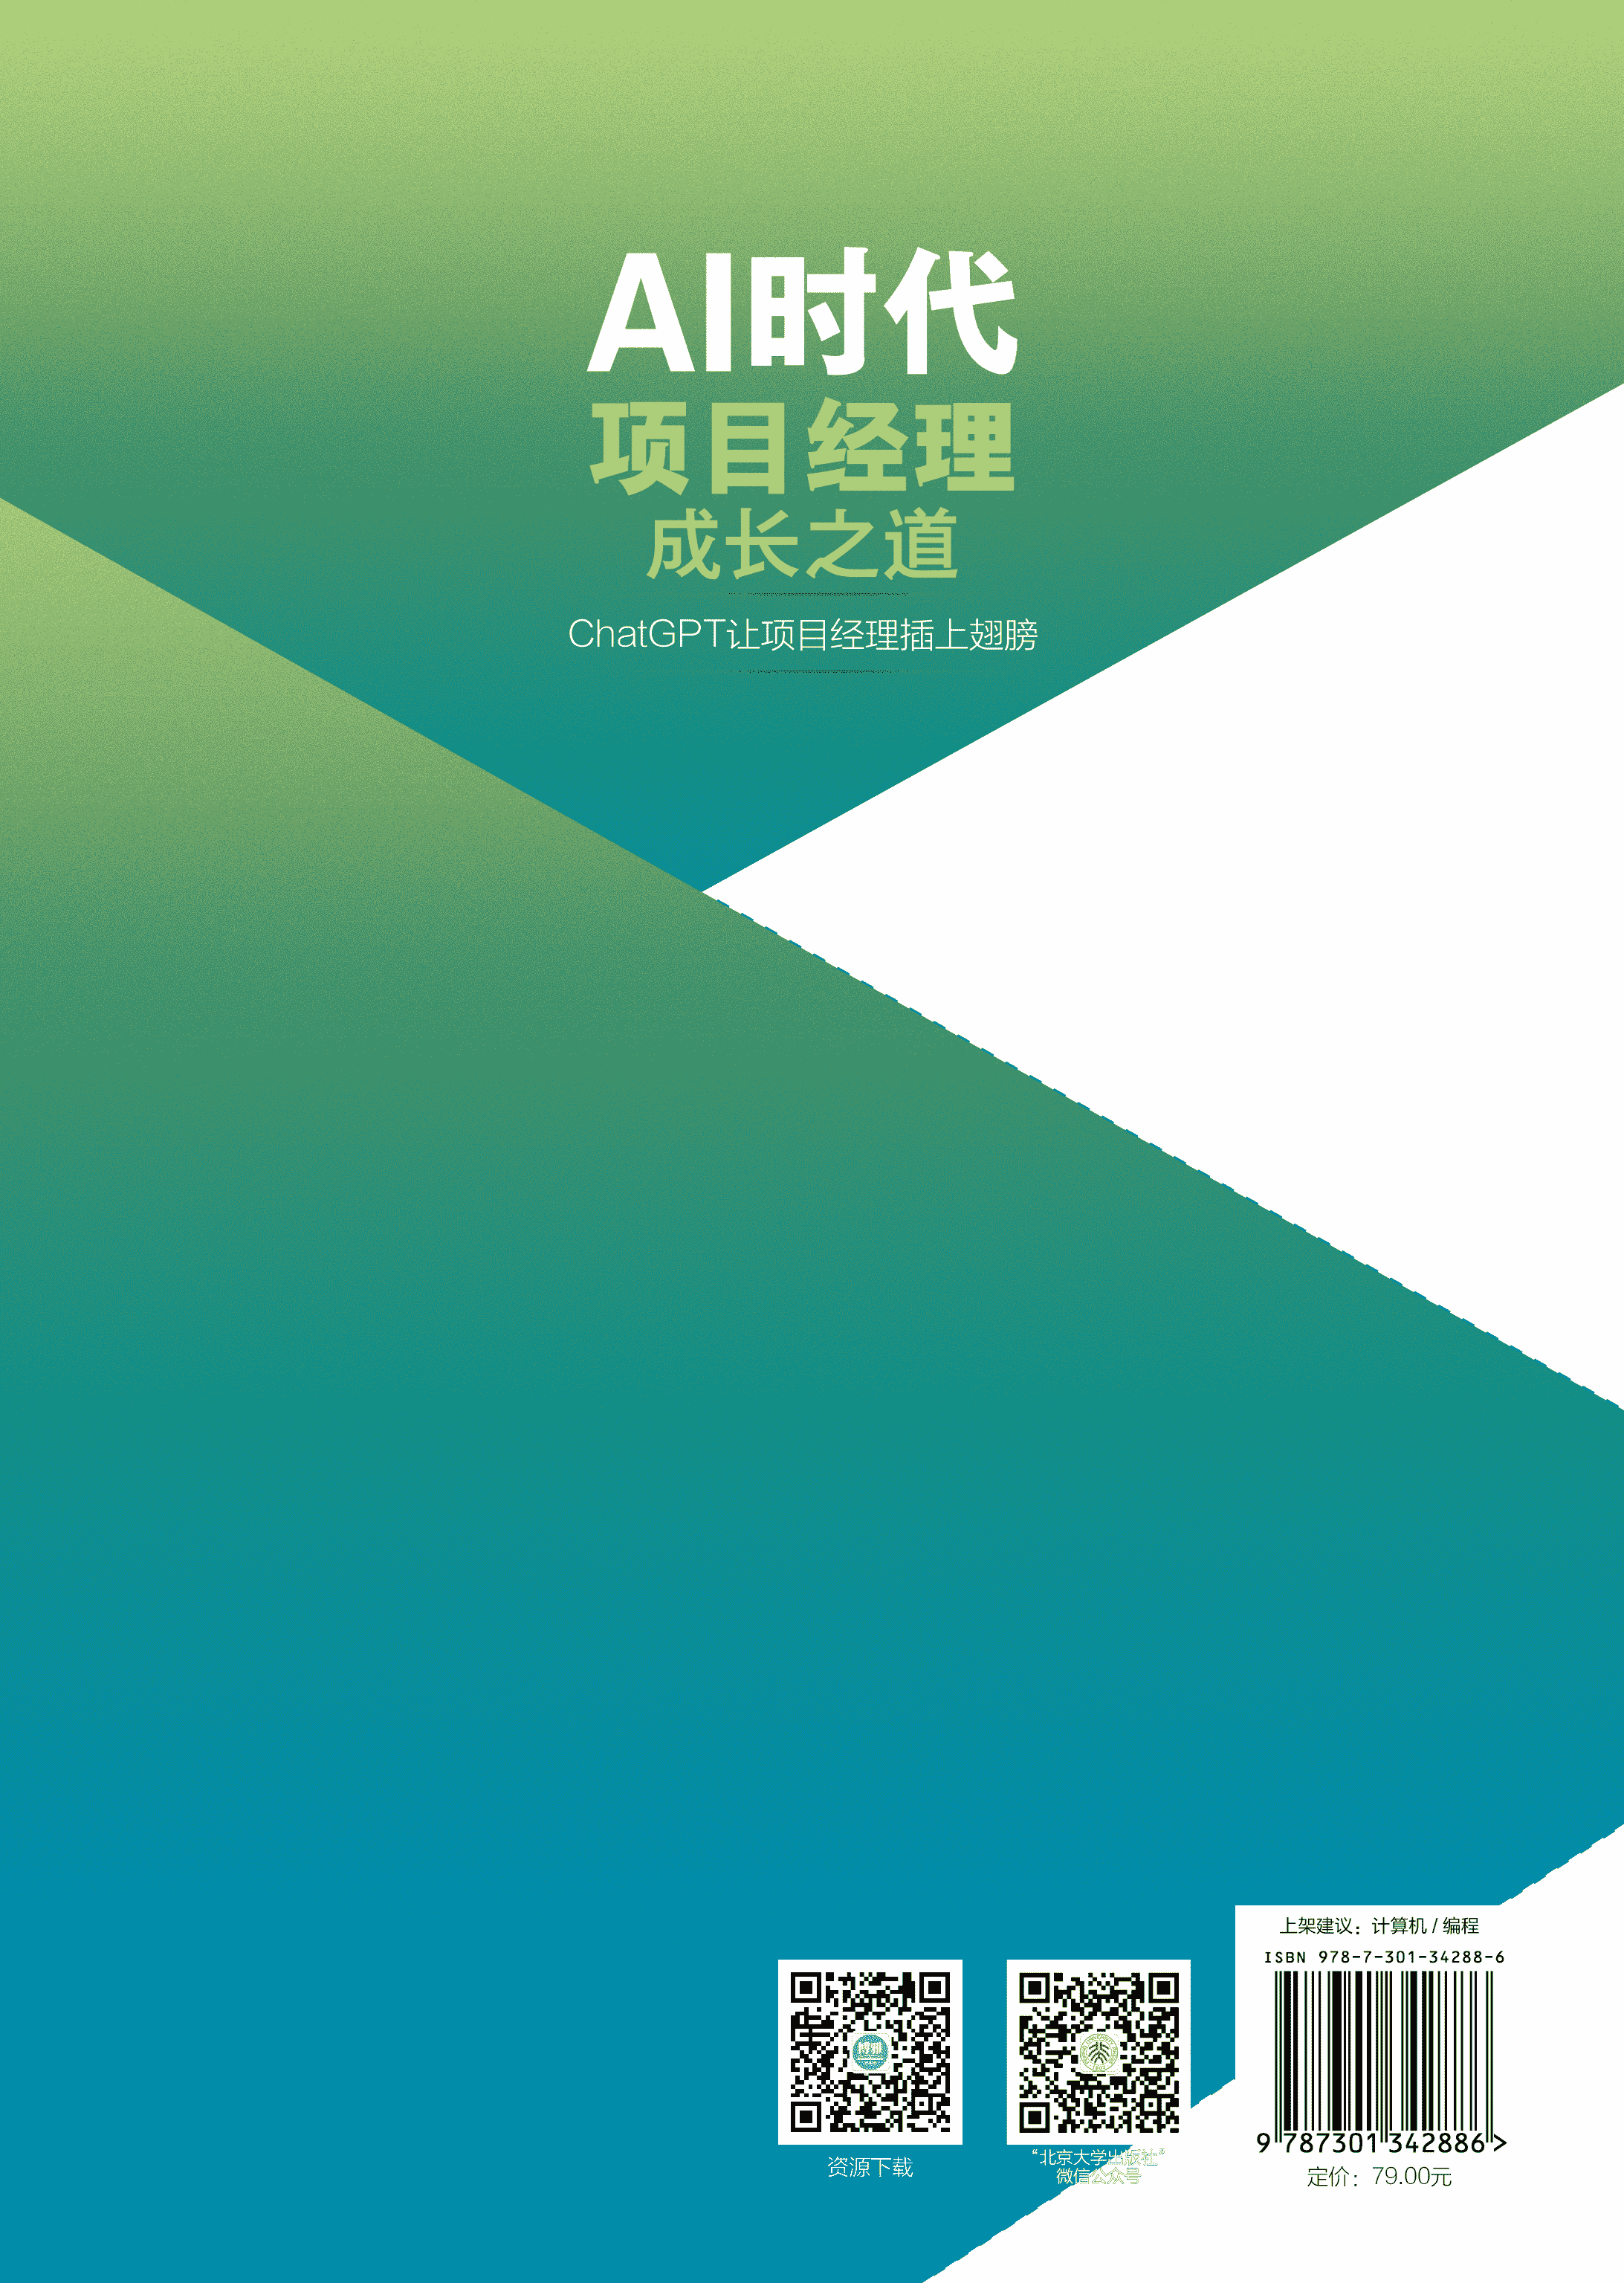 AI时代
项目经理
成长之道
ChatGPT让项目经理插上翅膀
上架建议：计算机 / 编程
ISBN 978-7-301-34288-6
9 787301 342886 >
定价：79.00元
博雅
资源下载
“北京大学出版社”
微信公众号